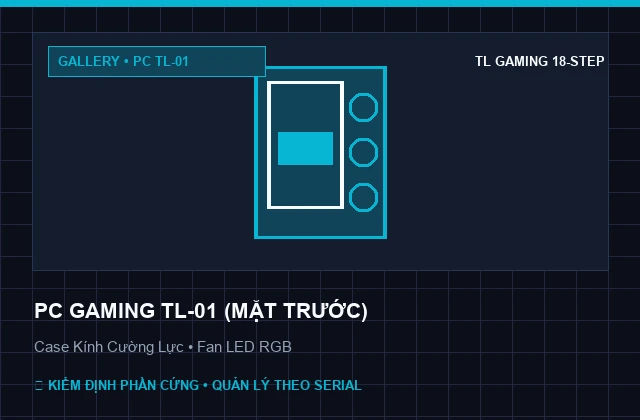 GALLERY • PC TL-01
TL GAMING 18-STEP
PC GAMING TL-01 (MẶT TRƯỚC)
Case Kính Cường Lực • Fan LED RGB
KIỂM ĐỊNH PHẦN CỨNG • QUẢN LÝ THEO SERIAL